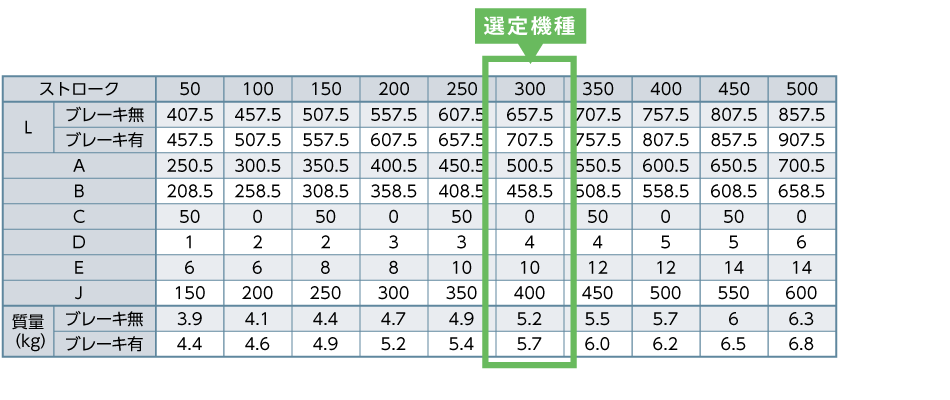 選定機種
ストローク 50 100 150 200 250 300 350 400 450 500
L ブレーキ無 407.5 457.5 507.5 557.5 607.5 657.5 707.5 757.5 807.5 857.5
ブレーキ有 457.5 507.5 557.5 607.5 657.5 707.5 757.5 807.5 857.5 907.5
A 250.5 300.5 350.5 400.5 450.5 500.5 550.5 600.5 650.5 700.5
B 208.5 258.5 308.5 358.5 408.5 458.5 508.5 558.5 608.5 658.5
C 50 0 50 0 50 0 50 0 50 0
D 1 2 2 3 3 4 4 5 5 6
E 6 6 8 8 10 10 12 12 14 14
J 150 200 250 300 350 400 450 500 550 600
質量(kg) ブレーキ無 3.9 4.1 4.4 4.7 4.9 5.2 5.5 5.7 6 6.3
ブレーキ有 4.4 4.6 4.9 5.2 5.4 5.7 6.0 6.2 6.5 6.8